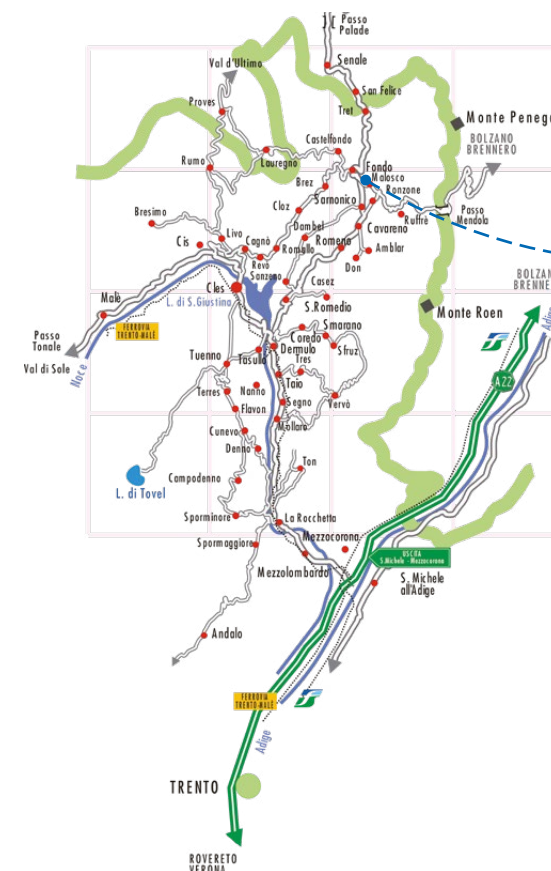 Passo
Palade
Senale
Val d'Ultimo
San Felice
Proves
Tret
Monte Peneg
BOLZANO
BRENNERO
Castelfondo
Lauregno
Rumo
Fondo
Malosco
Brez
Ronzone
Sarnonico
Cloz
Passo
Mendola
Bresimo
Dambel
Ruffrè
Cavareno
Livo
Cis
Cagnò
Romallo
Romeno
Amblar
Revò
Don
Sanzeno
Casez
BOLZAN
BRENNE
Cles
L. di S.Giustina
Malè
S.Romedio
Monte Roen
FERROVIA
TRENTO-MALÈ
Smarano
Passo
Tonale
Coredo
Adige
Val di Sole
Noce
Tuenno
Tassullo
Dermulo
Sfruz
Tres
Taio
A22
Terres
Nanno
Flavon
Segno
Vervò
Mollaro
Cunevo
Denno
Ton
Campodenno
L. di Tovel
Sporminore
La Rocchetta
Spormaggiore
Mezzocorona
USCITA
S.Michele - Mezzocorona
Mezzolombardo
S. Michele
all'Adige
Andalo
FERROVIA
TRENTO-MALÈ
Adige
TRENTO
ROVERETO
VERONA